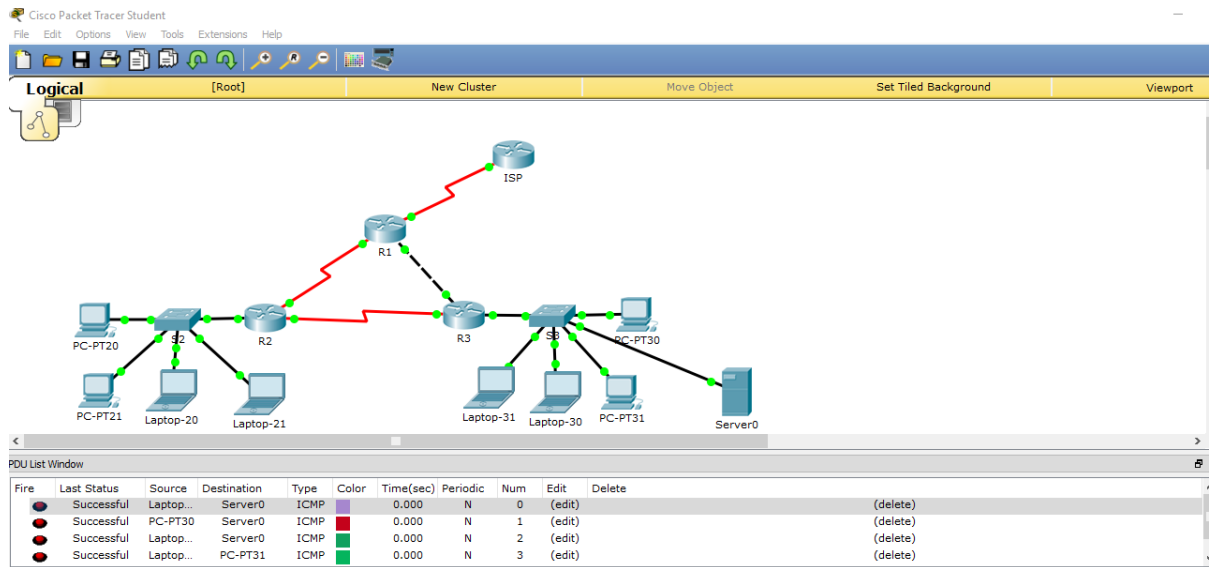 Cisco Packet Tracer Student
File Edit Options View Tools Extensions Help
Logical [Root] New Cluster Move Object Set Tiled Background Viewport
ISP
R1
PC-PT20 S2 R2 R3 S3 PC-PT30
PC-PT21 Laptop-20 Laptop-21 Laptop-31 Laptop-30 PC-PT31 Server0
PDU List Window
Fire Last Status Source Destination Type Color Time(sec) Periodic Num Edit Delete
Successful Laptop... Server0 ICMP 0.000 N 0 (edit) (delete)
Successful PC-PT30 Server0 ICMP 0.000 N 1 (edit) (delete)
Successful Laptop... Server0 ICMP 0.000 N 2 (edit) (delete)
Successful Laptop... PC-PT31 ICMP 0.000 N 3 (edit) (delete)